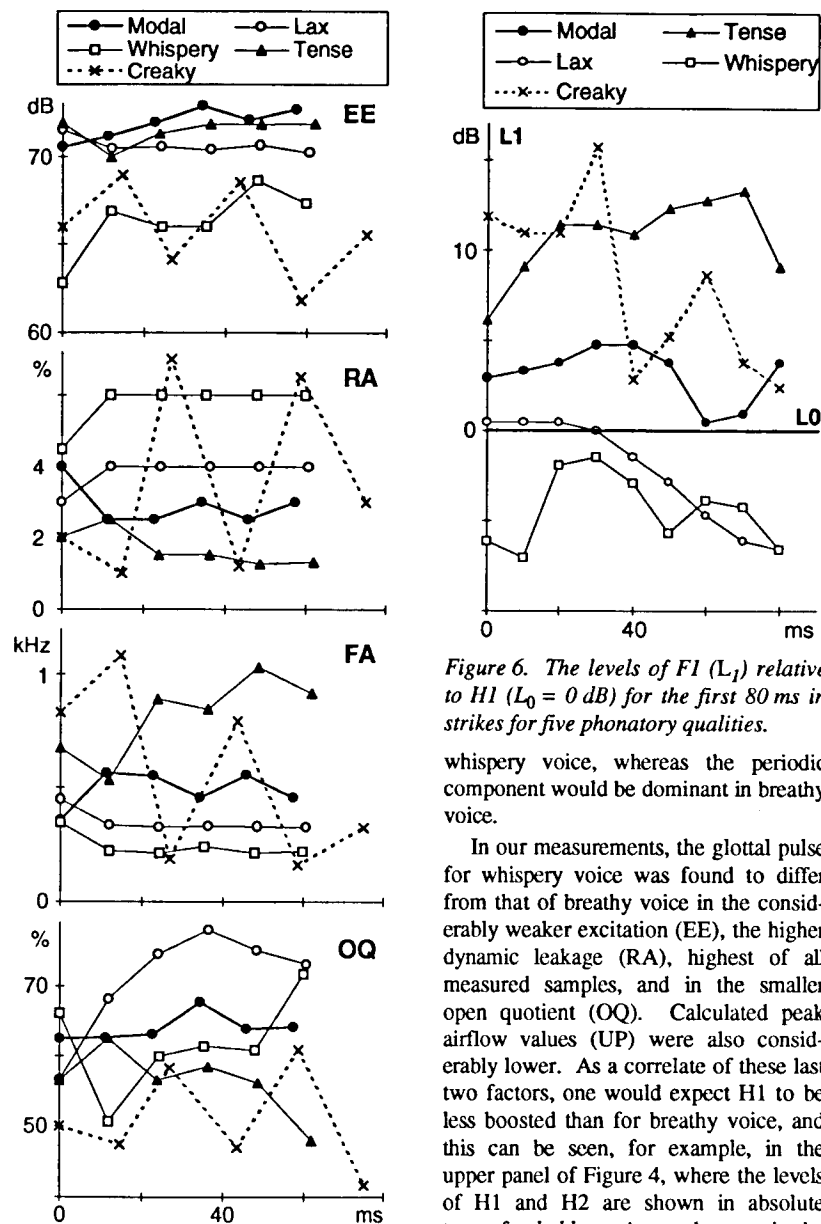 Modal Lax
Whispery Tense
Creaky
dB EE
70
60
% RA
4
2
0
0 40 80
kHz FA
1
0
% OQ
70
50
0 40 ms
Modal Tense
Lax Whispery
Creaky
dB L1
10
0 L0
0 40 ms
Figure 6. The levels of F1 (L1) relative
to H1 (L0 = 0 dB) for the first 80 ms in
strikes for five phonatory qualities.
whispery voice, whereas the periodic
component would be dominant in breathy
voice.
In our measurements, the glottal pulse
for whispery voice was found to differ
from that of breathy voice in the consid-
erably weaker excitation (EE), the higher
dynamic leakage (RA), highest of all
measured samples, and in the smaller
open quotient (OQ). Calculated peak
airflow values (UP) were also consid-
erably lower. As a correlate of these last
two factors, one would expect H1 to be
less boosted than for breathy voice, and
this can be seen, for example, in the
upper panel of Figure 4, where the levels
of H1 and H2 are shown in absolute